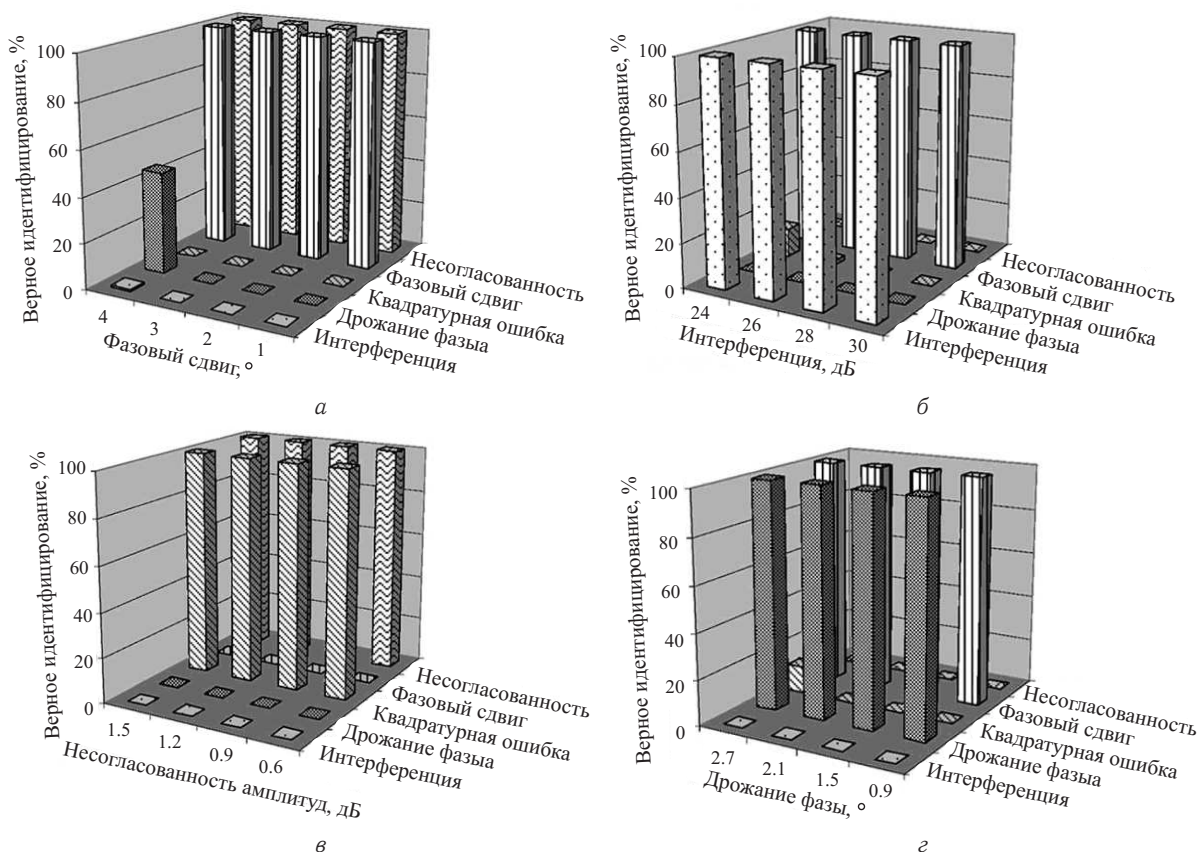 Верное идентифицирование, %
100
80
60
40
20
0
4
3
2
1
Фазовый сдвиг,°
Несогласованность
Фазовый сдвиг
Квадратурная ошибка
Дрожание фазыа
Интерференция
а
Верное идентифицирование, %
100
80
60
40
20
0
24
26
28
30
Интерференция, дБ
Несогласованность
Фазовый сдвиг
Квадратурная ошибка
Дрожание фазыа
Интерференция
б
Верное идентифицирование, %
100
80
60
40
20
0
1.5
1.2
0.9
0.6
Несогласованность амплитуд, дБ
Несогласованность
Фазовый сдвиг
Квадратурная ошибка
Дрожание фазыа
Интерференция
в
Верное идентифицирование, %
100
80
60
40
20
0
2.7
2.1
1.5
0.9
Дрожание фазы, °
Несогласованность
Фазовый сдвиг
Квадратурная ошибка
Дрожание фазыа
Интерференция
г